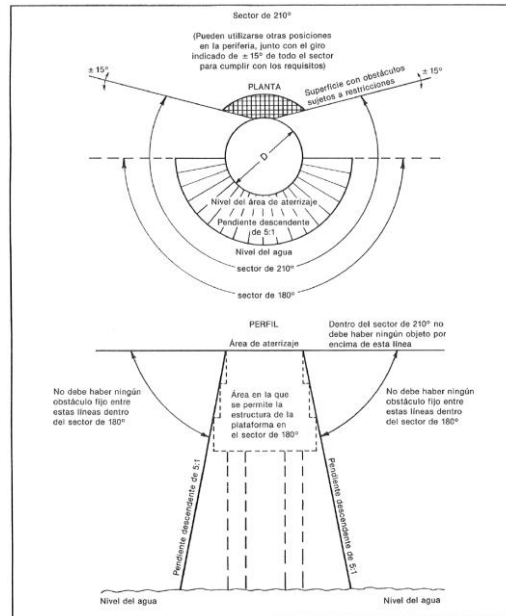 Sector de 210°
(Pueden utilizarse otras posiciones
en la periferia, junto con el giro
indicado de ± 15° de todo el sector
para cumplir con los requisitos)
± 15°
± 15°
PLANTA
Superficie con obstáculos
sujetos a restricciones
D
Nivel del área de aterrizaje
Pendiente descendente
de 5:1
Nivel del agua
sector de 210°
sector de 180°
PERFIL
Dentro del sector de 210° no
debe haber ningún objeto por
encima de esta línea
Área de aterrizaje
No debe haber ningún
obstáculo fijo entre
estas líneas dentro
del sector de 180°
Área en la que
se permite la
estructura de la
plataforma en
el sector de 180°
No debe haber ningún
obstáculo fijo entre
estas líneas dentro
del sector de 180°
Pendiente descendente de 5:1
Pendiente descendente de 5:1
Nivel del agua
Nivel del agua